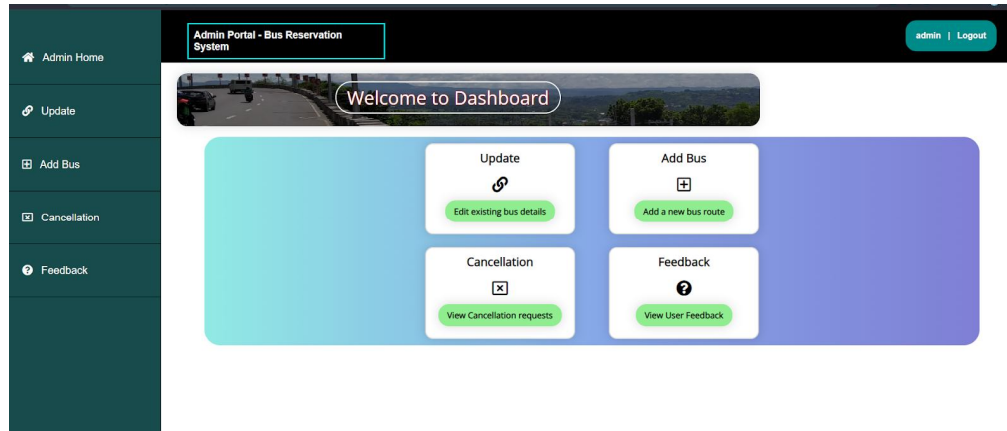 Admin Portal - Bus Reservation
System
admin | Logout
Admin Home
Update
Add Bus
Cancellation
Feedback
Welcome to Dashboard
Update
Edit existing bus details
Add Bus
Add a new bus route
Cancellation
View Cancellation requests
Feedback
View User Feedback